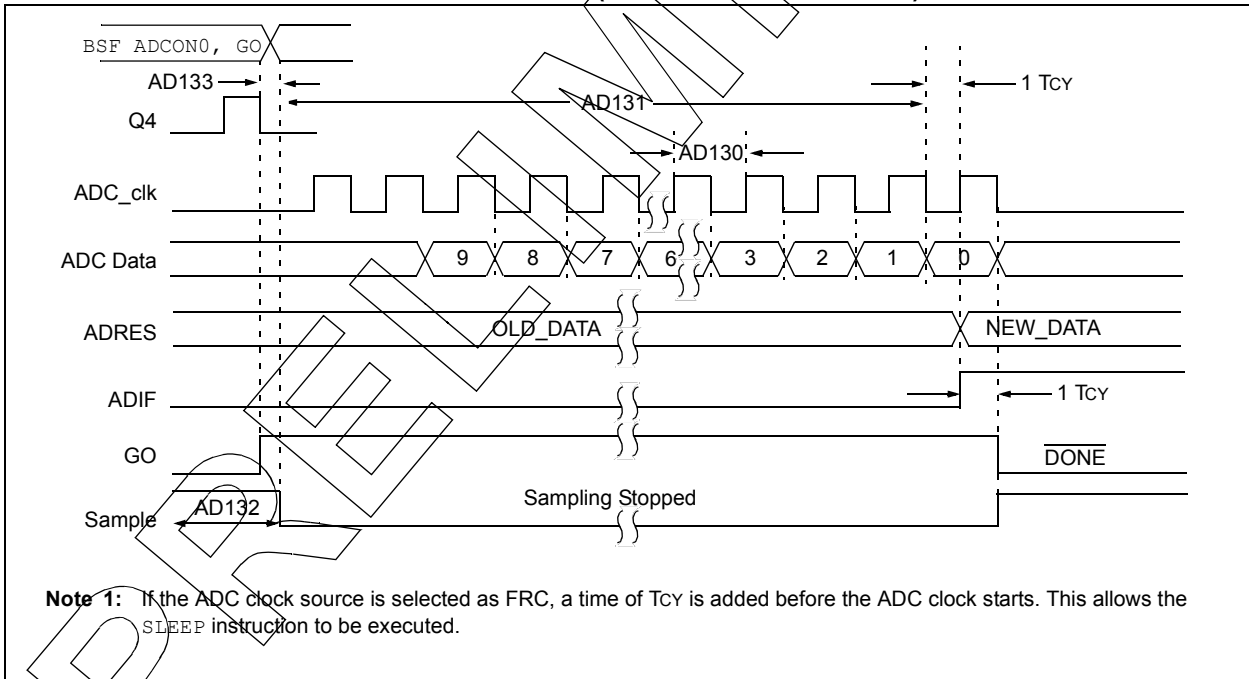 BSF ADCON0, GO
AD133
AD131
1 TCY
Q4
AD130
ADC_clk
ADC Data 9 8 7 6 3 2 1 0
ADRES OLD_DATA NEW_DATA
ADIF 1 TCY
GO DONE
Sample AD132 Sampling Stopped
Note 1: If the ADC clock source is selected as FRC, a time of TCY is added before the ADC clock starts. This allows the
SLEEP instruction to be executed.